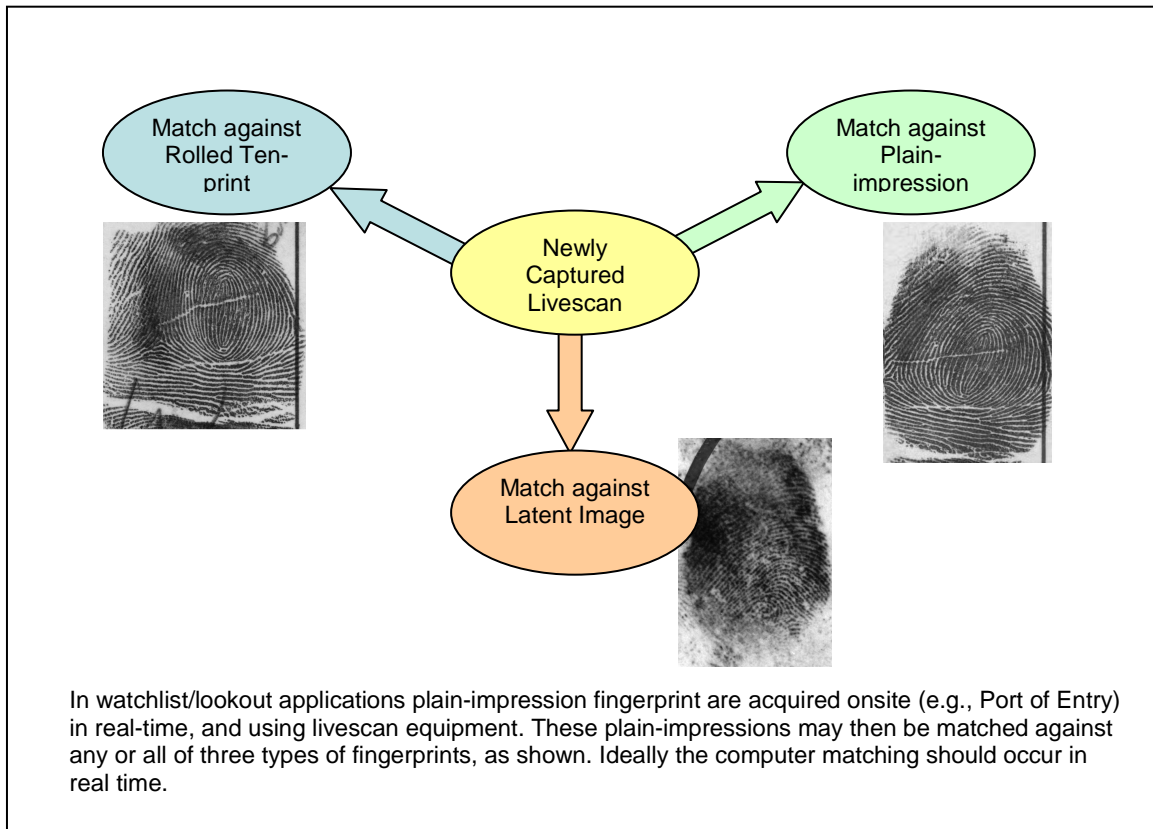 Match against
Rolled Ten-
print
Match against
Plain-
impression
Newly
Captured
Livescan
Match against
Latent Image
In watchlist/lookout applications plain-impression fingerprint are acquired onsite (e.g., Port of Entry)
in real-time, and using livescan equipment. These plain-impressions may then be matched against
any or all of three types of fingerprints, as shown. Ideally the computer matching should occur in
real time.